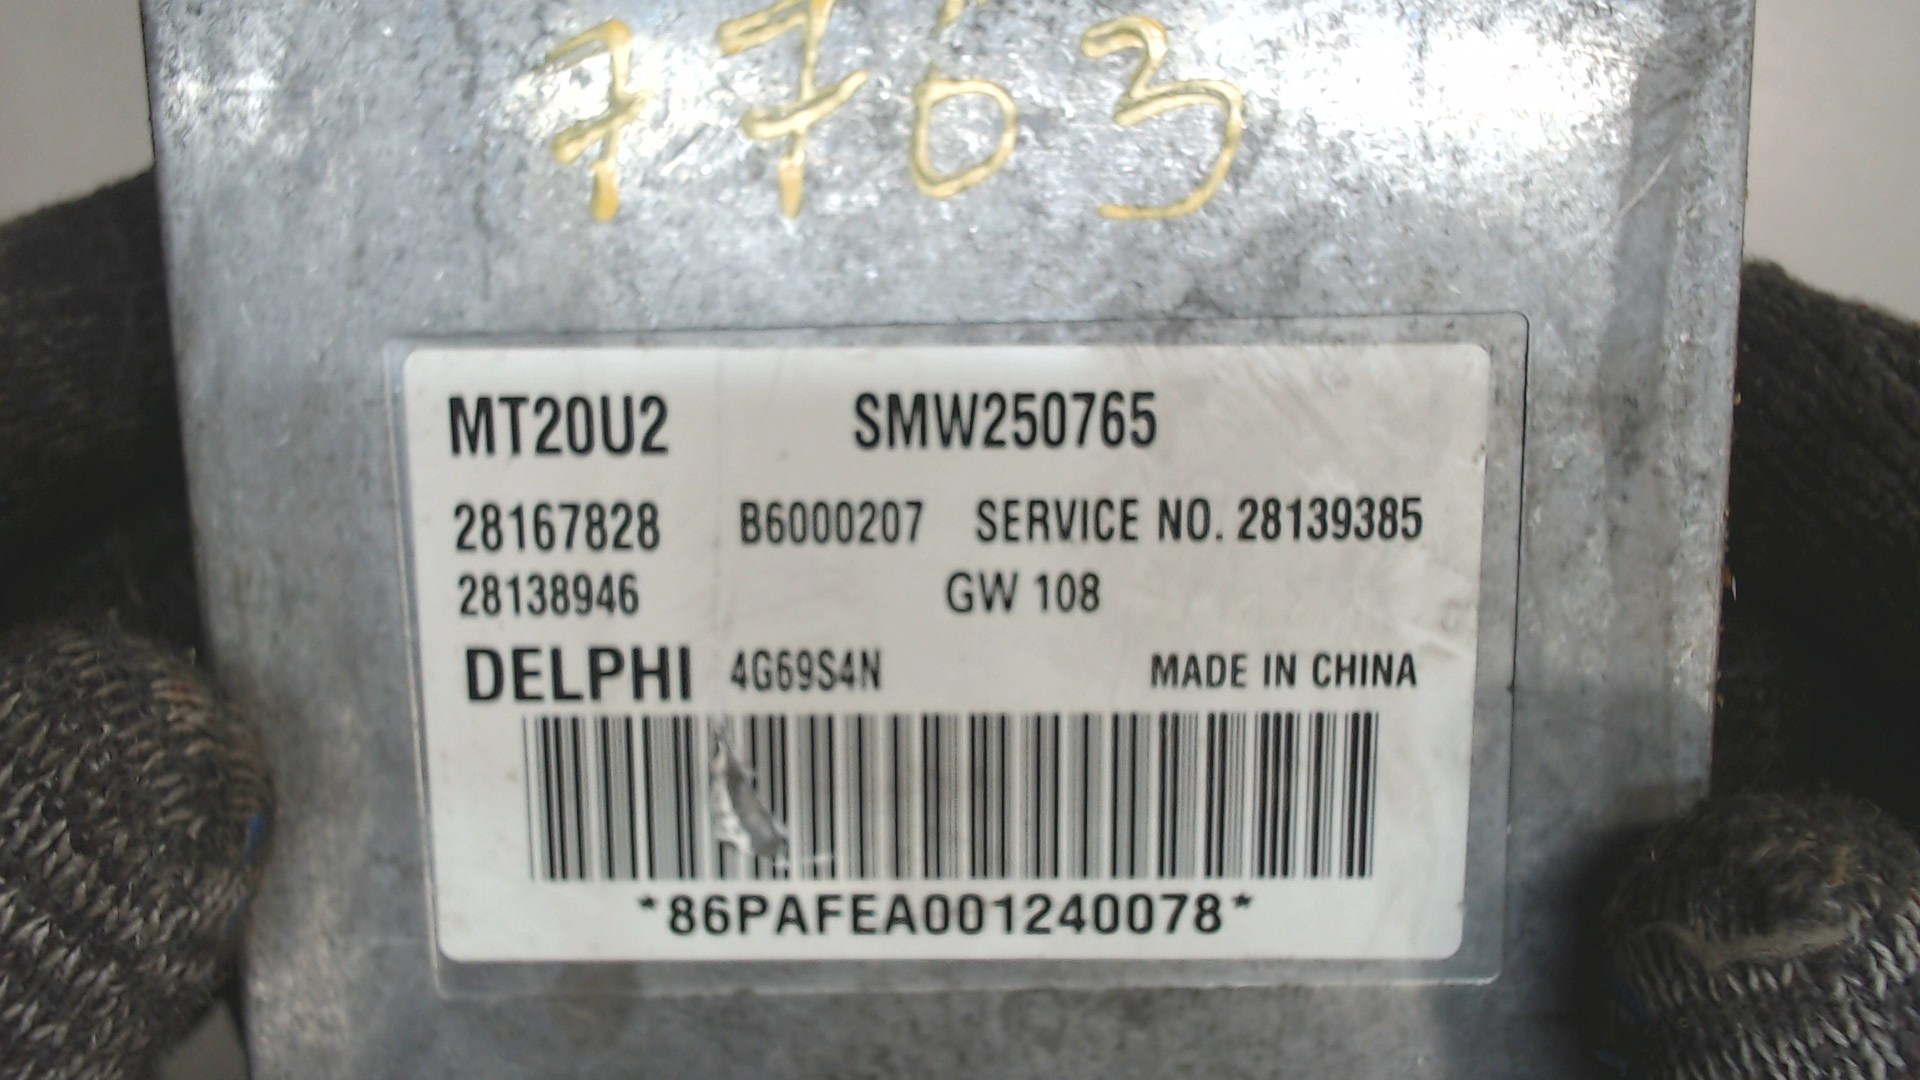 7763
MT20U2 SMW250765
28167828 B6000207 SERVICE NO. 28139385
28138946 GW 108
DELPHI 4G69S4N MADE IN CHINA
*86PAFEA001240078*